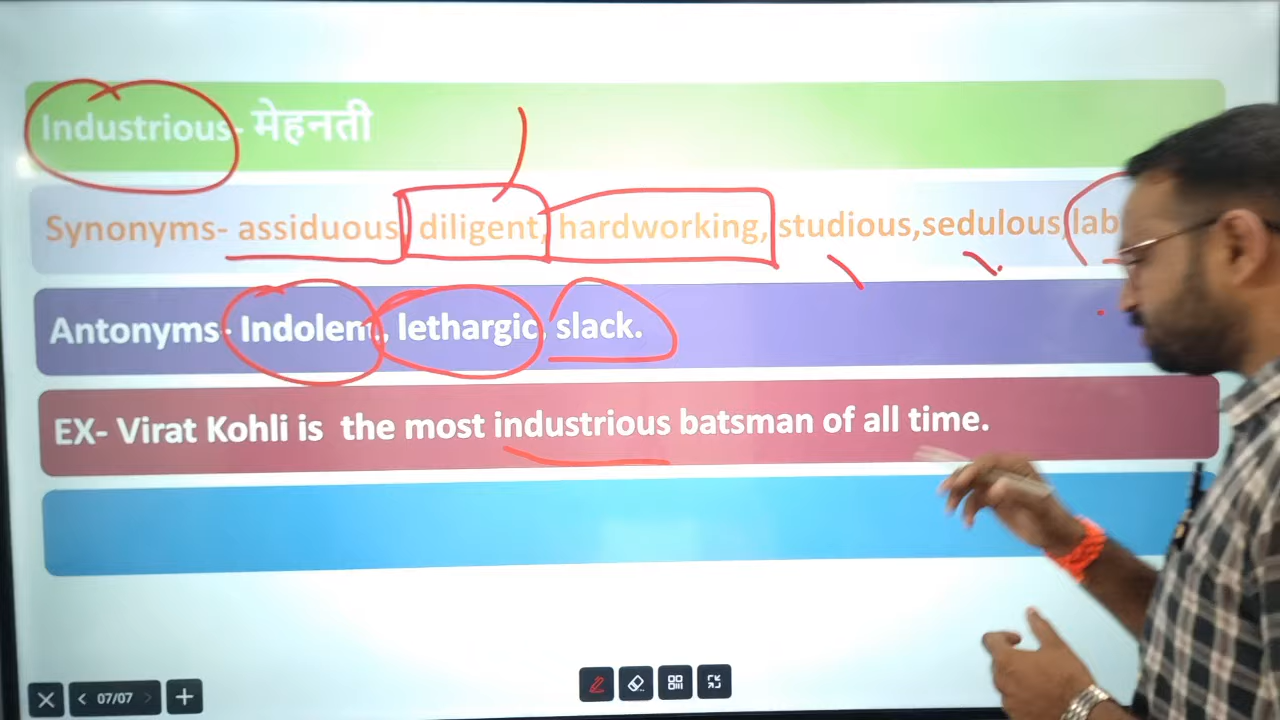 Industrious- मेहनती
Synonyms- assiduous, diligent, hardworking, studious,sedulous,lab
Antonyms- Indolent, lethargic, slack.
EX- Virat Kohli is the most industrious batsman of all time.
07/07